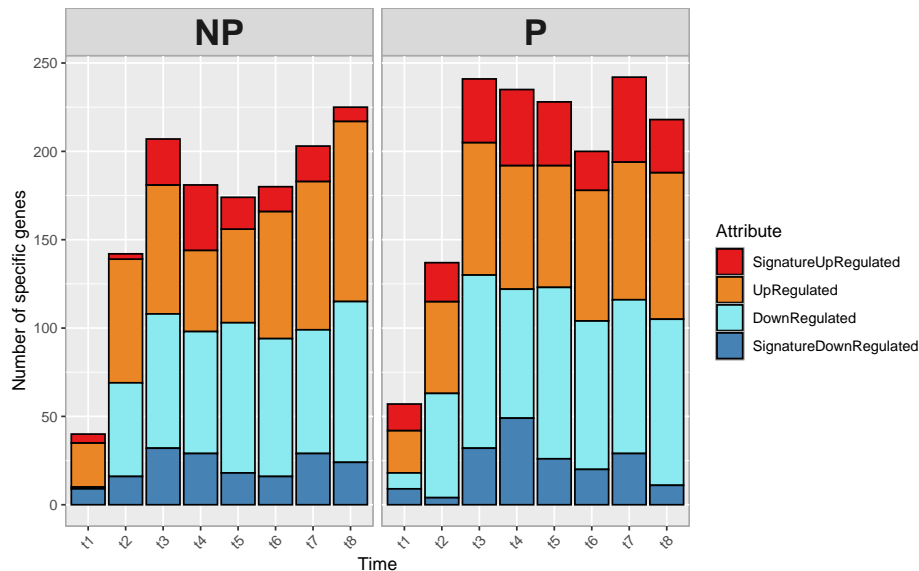 NP
P
250
200
150
100
50
0
Number of specific genes
t1 t2 t3 t4 t5 t6 t7 t8
t1 t2 t3 t4 t5 t6 t7 t8
Time
Attribute
SignatureUpRegulated
UpRegulated
DownRegulated
SignatureDownRegulated